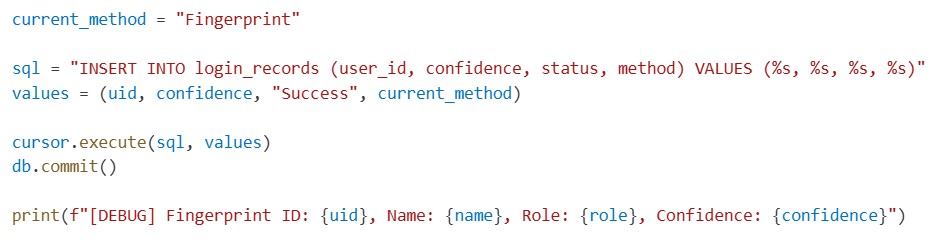 current_method = "Fingerprint"
sql = "INSERT INTO login_records (user_id, confidence, status, method) VALUES (%s, %s, %s, %s)"
values = (uid, confidence, "Success", current_method)
cursor.execute(sql, values)
db.commit()
print(f"[DEBUG] Fingerprint ID: {uid}, Name: {name}, Role: {role}, Confidence: {confidence}")